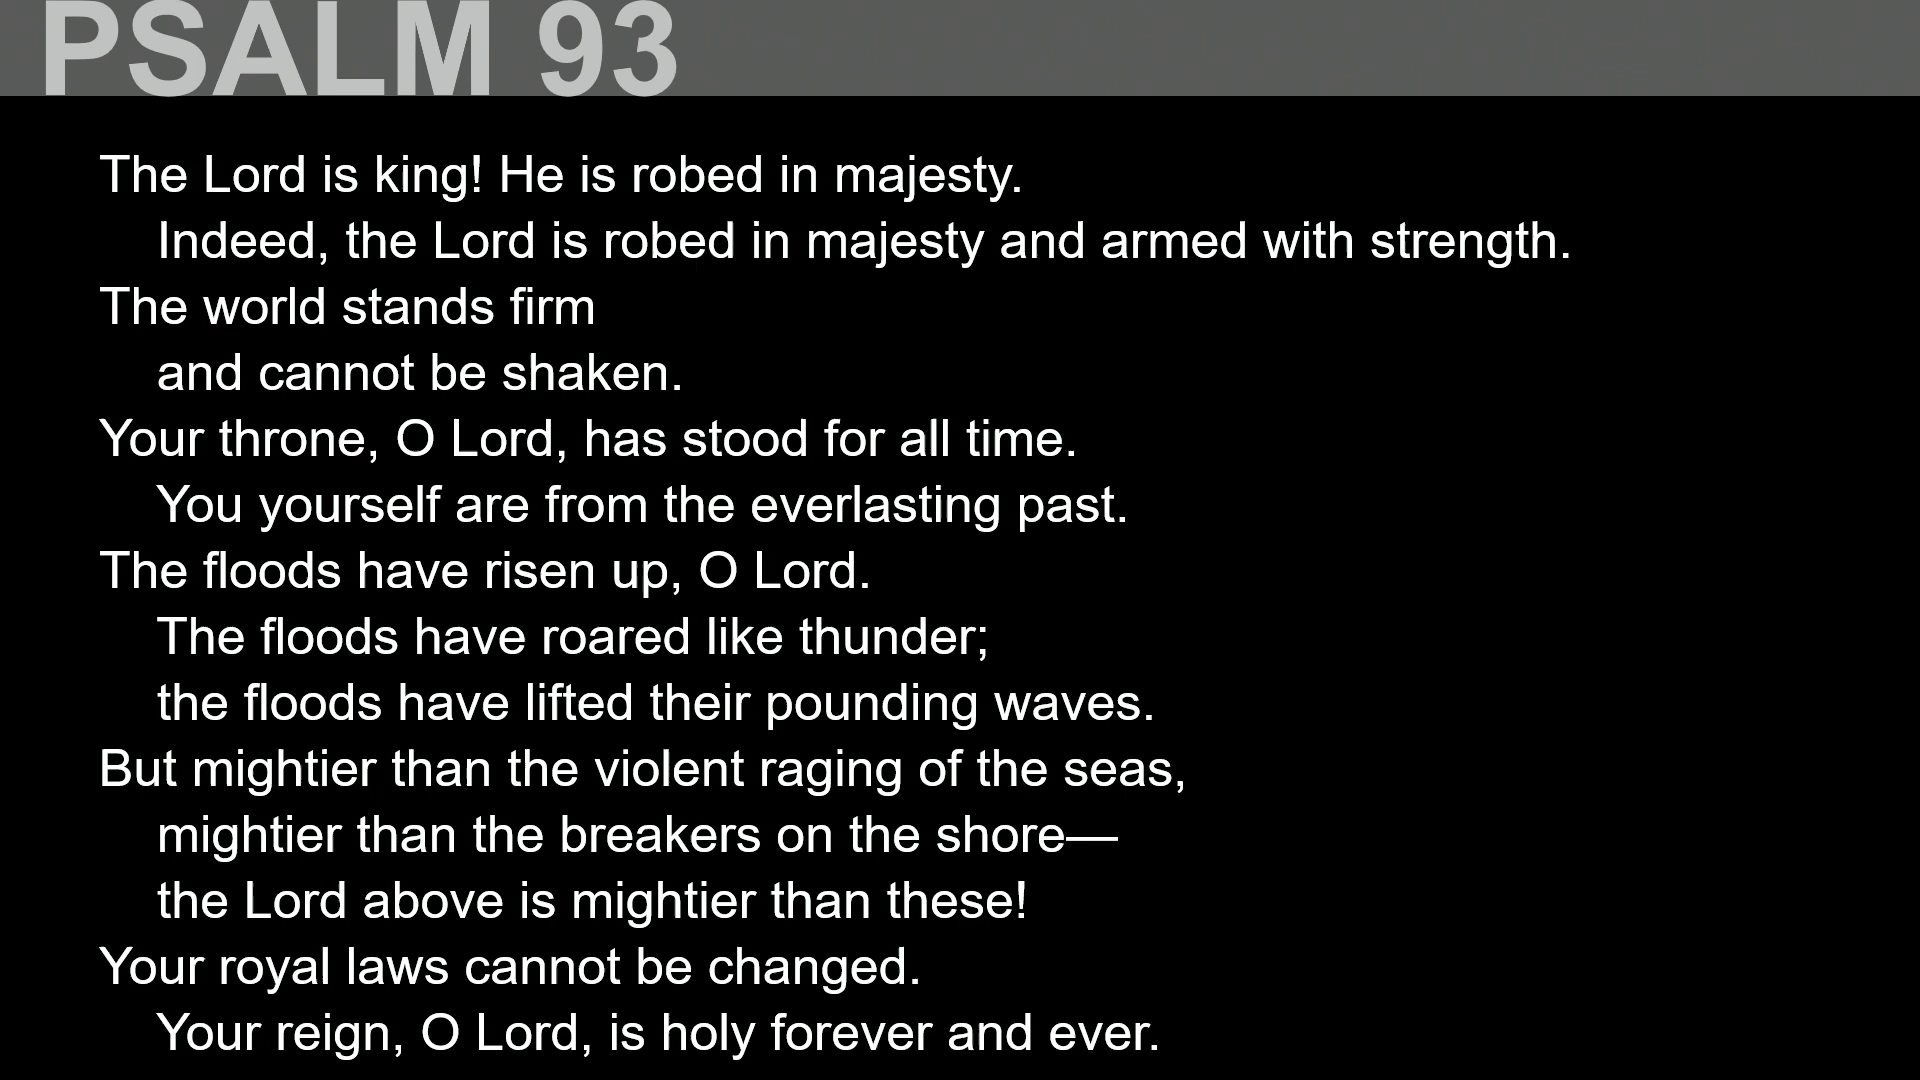 PSALM 93
The Lord is king! He is robed in majesty.
Indeed, the Lord is robed in majesty and armed with strength.
The world stands firm
and cannot be shaken.
Your throne, O Lord, has stood for all time.
You yourself are from the everlasting past.
The floods have risen up, O Lord.
The floods have roared like thunder;
the floods have lifted their pounding waves.
But mightier than the violent raging of the seas,
mightier than the breakers on the shore—
the Lord above is mightier than these!
Your royal laws cannot be changed.
Your reign, O Lord, is holy forever and ever.